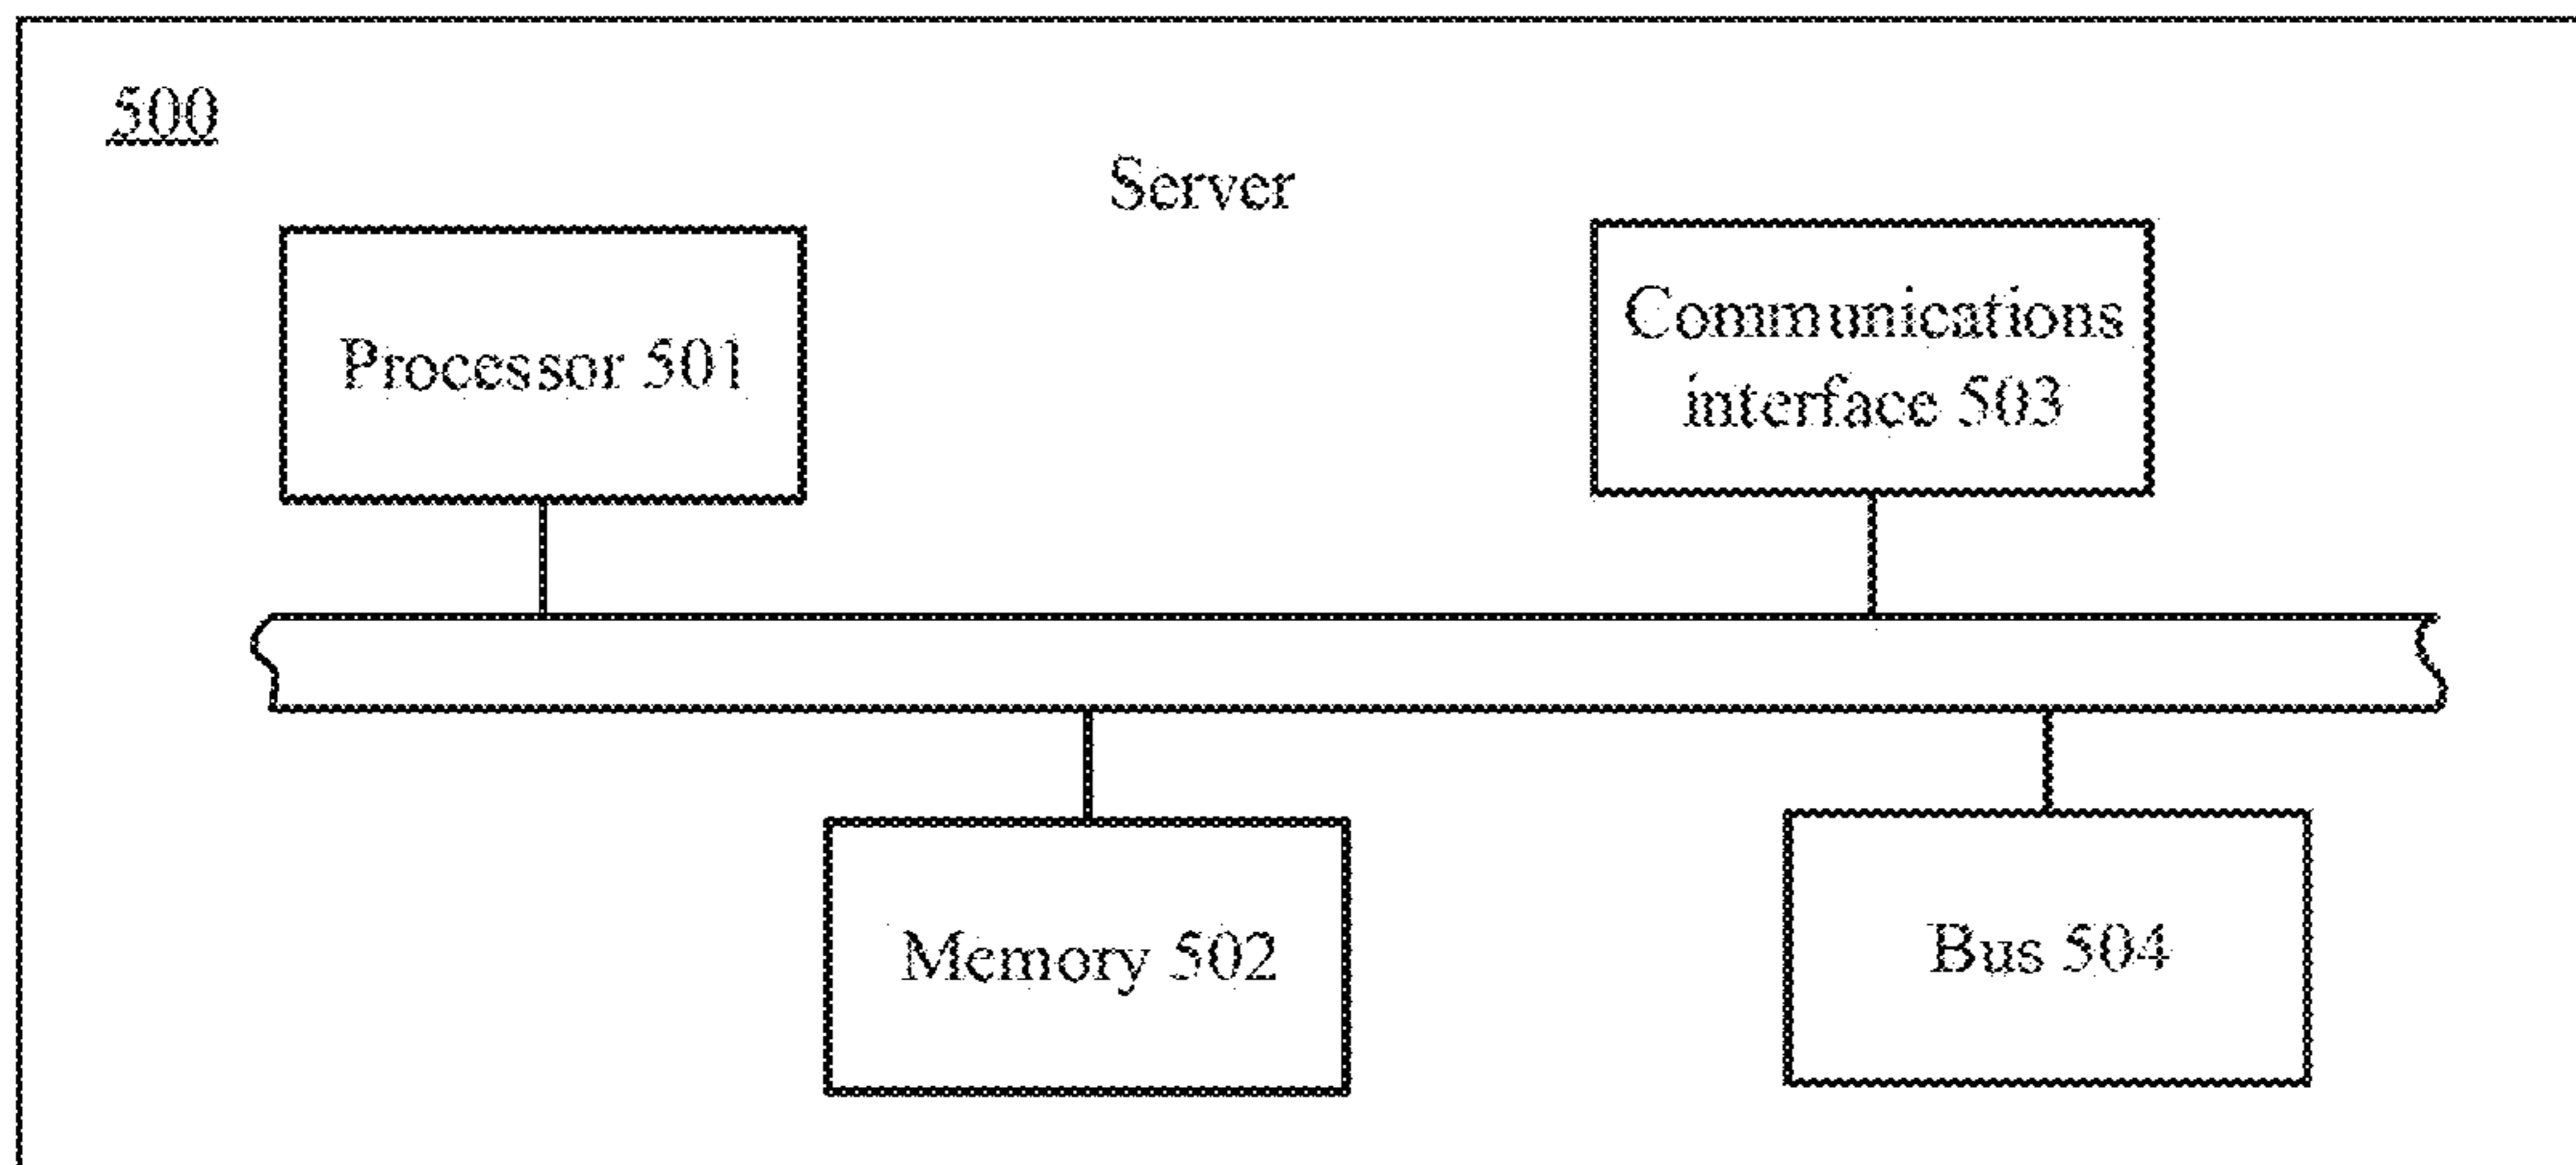 500
Server
Processor 501
Communications
interface 503
Memory 502
Bus 504